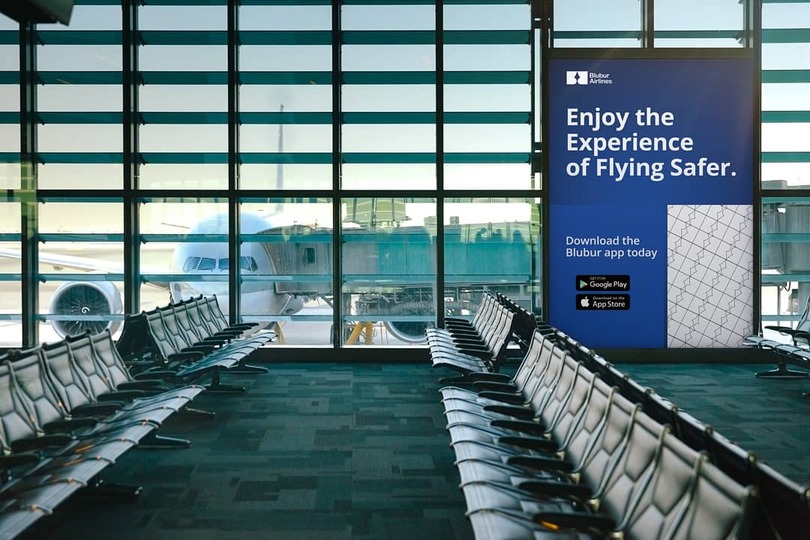 Blubur
Airlines
Enjoy the
Experience
of Flying Safer.
Download the
Blubur app today
GET IT ON
Google Play
Download on the
App Store